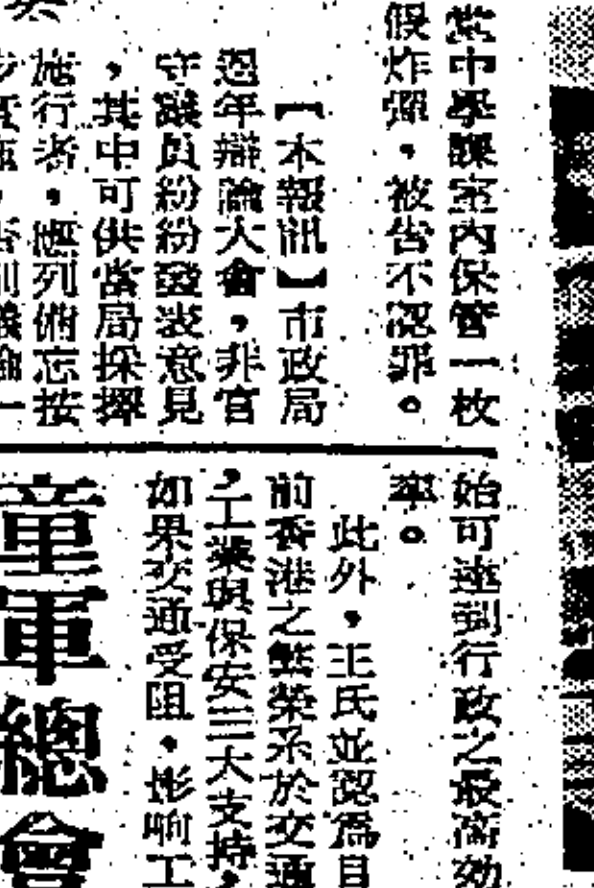 堂中學課室內保管一枚
假炸彈，被告不認罪。
【本報訊】市政局
週年辯論大會，非官
守議員紛紛發表意見
，其中可供當局採擇
施行者，應列備忘按
始可達到行政之最高効
率。
此外，王氏並認為目
前香港之繁榮系於交通
，工業與保安三大支持，
如果交通受阻，影响工
童軍總會